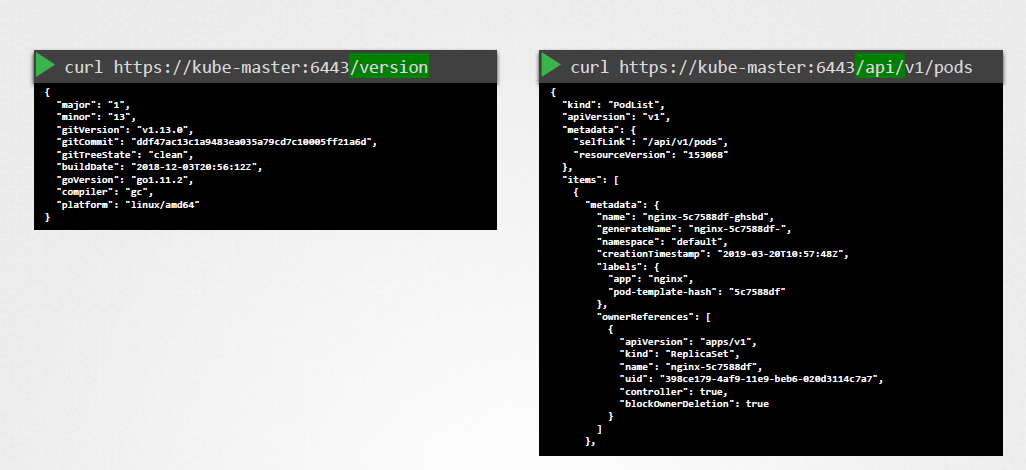 curl https://kube-master:6443/version
{
"major": "1",
"minor": "13",
"gitVersion": "v1.13.0",
"gitCommit": "ddf47ac13c1a9483ea035a79cd7c10005ff21a6d",
"gitTreeState": "clean",
"buildDate": "2018-12-03T20:56:12Z",
"goVersion": "go1.11.2",
"compiler": "gc",
"platform": "linux/amd64"
}
curl https://kube-master:6443/api/v1/pods
{
"kind": "PodList",
"apiVersion": "v1",
"metadata": {
"selfLink": "/api/v1/pods",
"resourceVersion": "153068"
},
"items": [
{
"metadata": {
"name": "nginx-5c7588df-ghsbd",
"generateName": "nginx-5c7588df-",
"namespace": "default",
"creationTimestamp": "2019-03-20T10:57:48Z",
"labels": {
"app": "nginx",
"pod-template-hash": "5c7588df"
},
"ownerReferences": [
{
"apiVersion": "apps/v1",
"kind": "ReplicaSet",
"name": "nginx-5c7588df",
"uid": "398ce179-4af9-11e9-beb6-020d3114c7a7",
"controller": true,
"blockOwnerDeletion": true
}
]
},